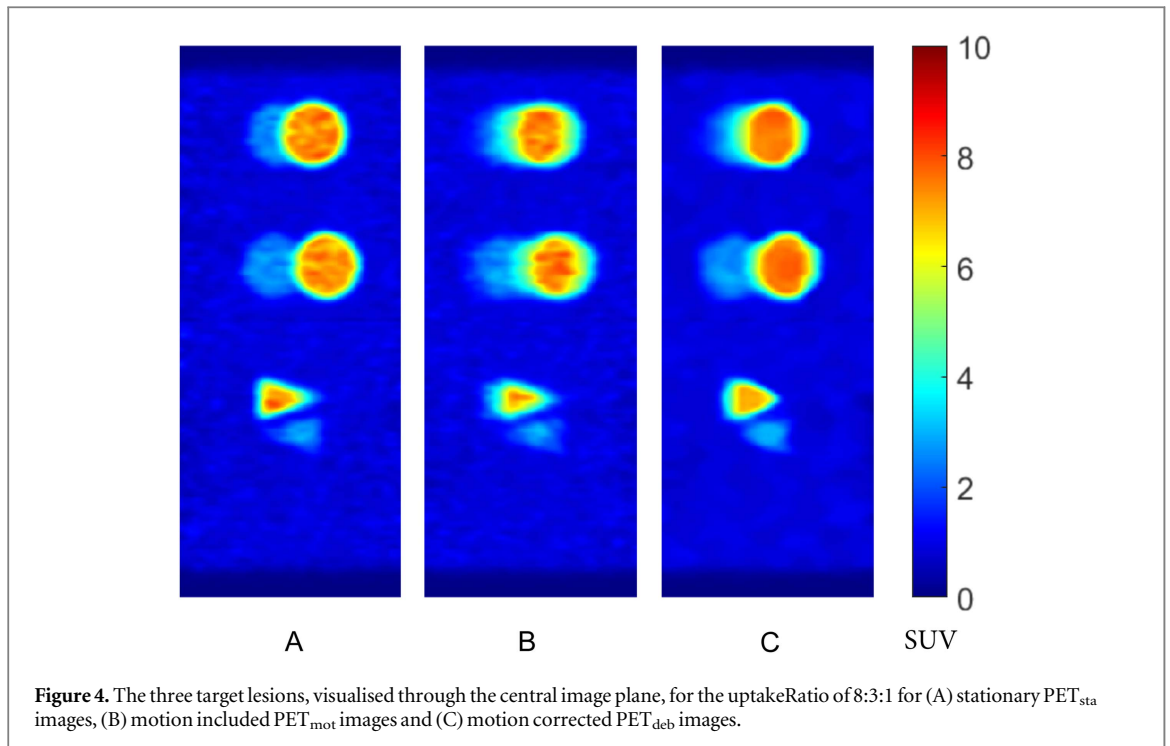 10
8
6
4
2
0
A B C SUV
Figure 4. The three target lesions, visualised through the central image plane, for the uptakeRatio of 8:3:1 for (A) stationary PETsta
images, (B) motion included PETmot images and (C) motion corrected PETdeb images.